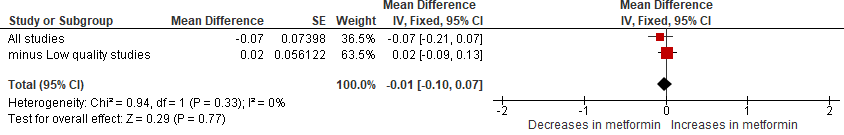 Mean Difference Mean Difference
Study or Subgroup Mean Difference SE Weight IV, Fixed, 95% CI IV, Fixed, 95% CI
All studies -0.07 0.07398 36.5% -0.07 [-0.21, 0.07]
minus Low quality studies 0.02 0.056122 63.5% 0.02 [-0.09, 0.13]
Total (95% CI) 100.0% -0.01 [-0.10, 0.07]
Heterogeneity: Chi² = 0.94, df = 1 (P = 0.33); I² = 0%
Test for overall effect: Z = 0.29 (P = 0.77)
-2 -1 0 1 2
Decreases in metformin Increases in metformin